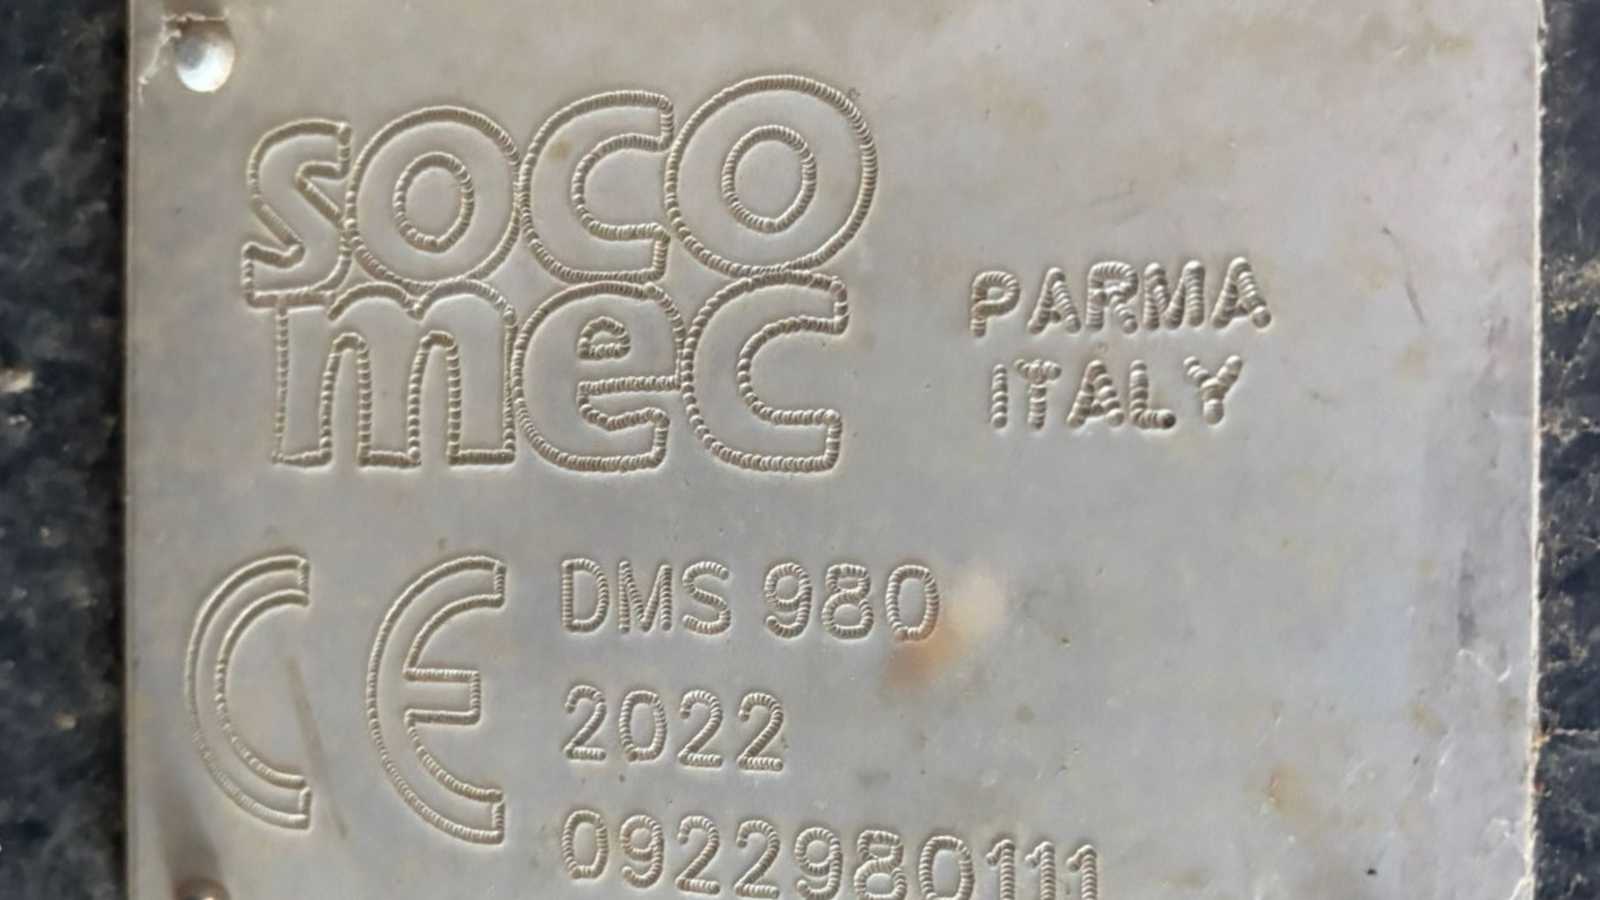 soco
mec
PARMA
ITALY
CE
DMS 980
2022
0922980111